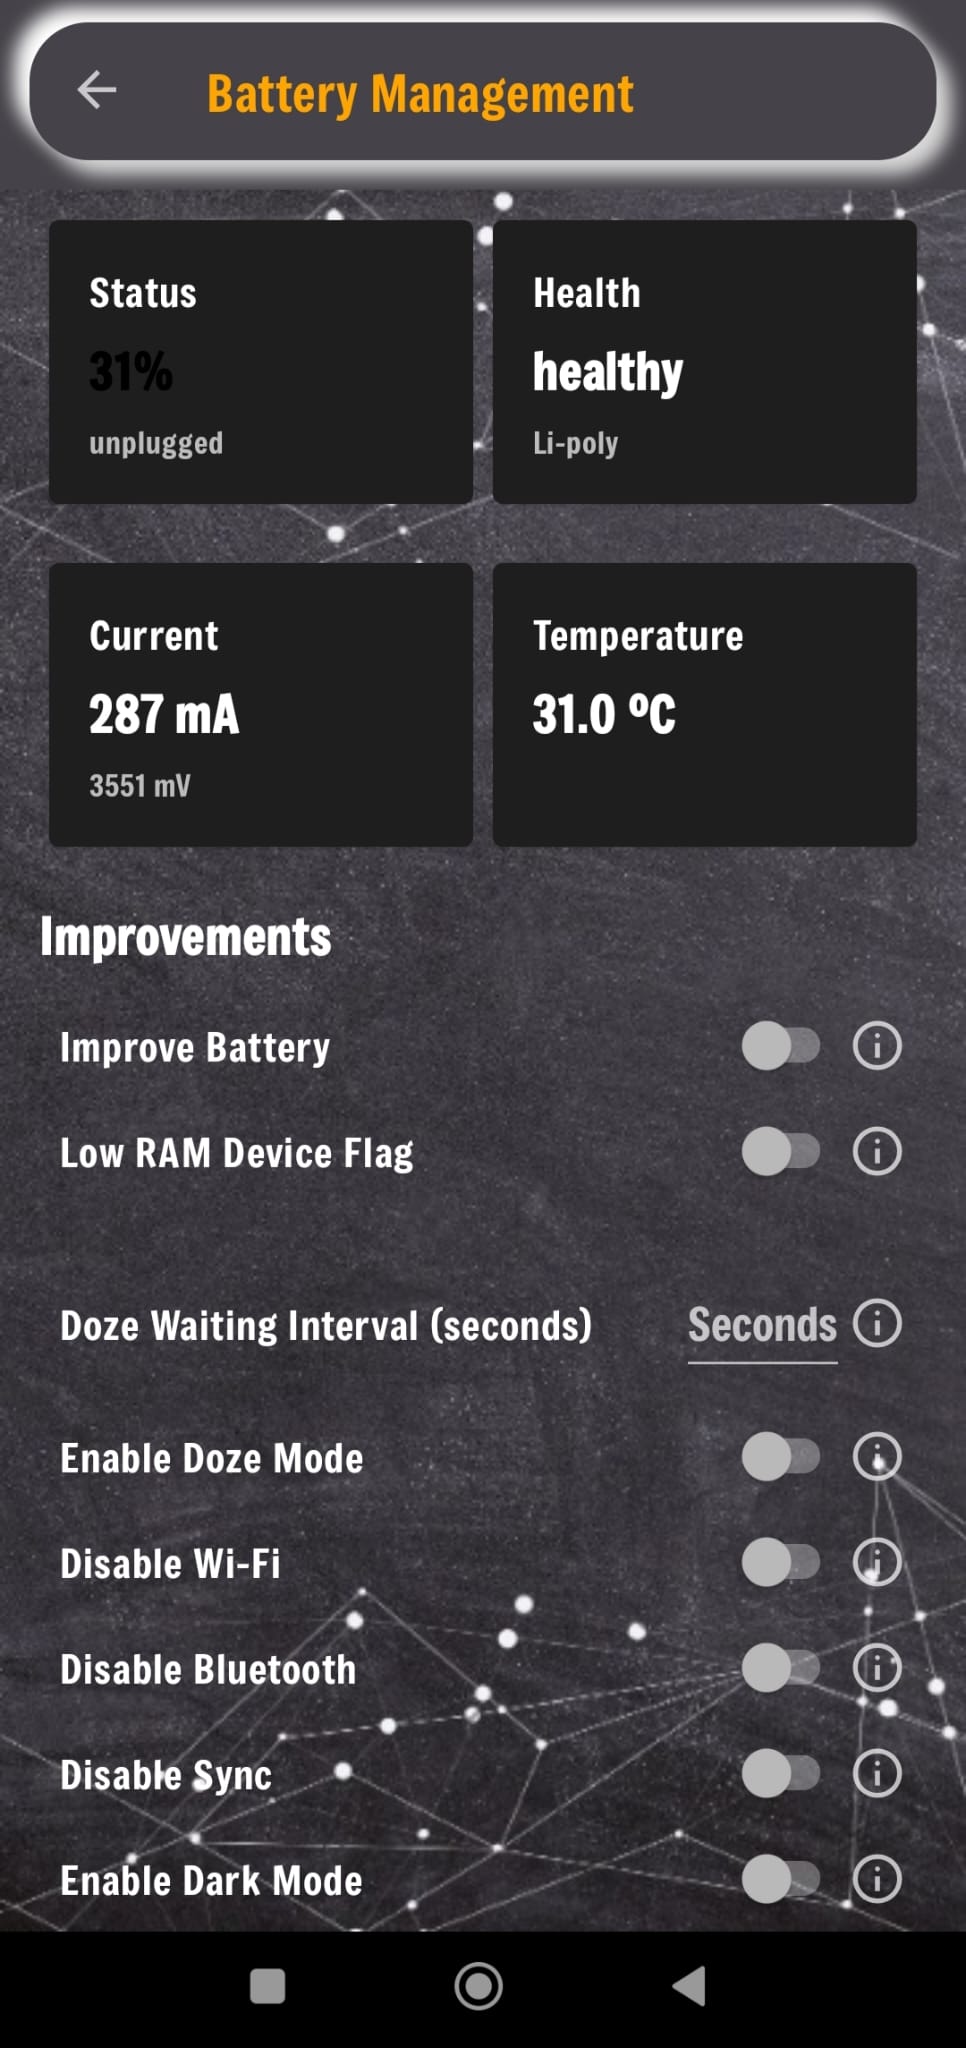 Battery Management
Status
31%
unplugged
Health
healthy
Li-poly
Current
287 mA
3551 mV
Temperature
31.0 ºC
Improvements
Improve Battery
Low RAM Device Flag
Doze Waiting Interval (seconds)
Seconds
Enable Doze Mode
Disable Wi-Fi
Disable Bluetooth
Disable Sync
Enable Dark Mode